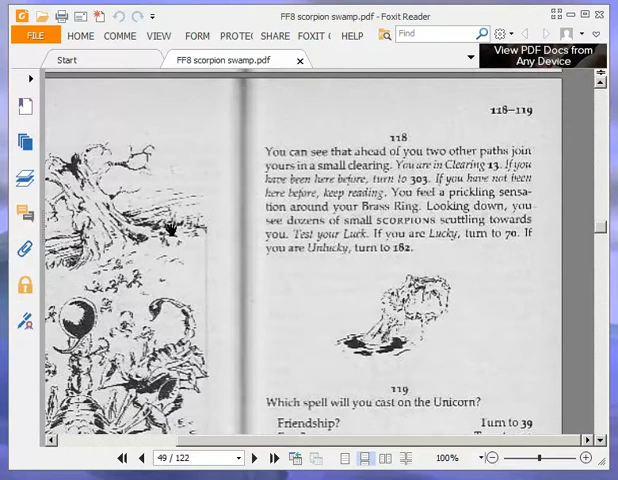 FF8 scorpion swamp.pdf - Foxit Reader
FILE HOME COMME VIEW FORM PROTE SHARE FOXIT ( HELP Find
Start FF8 scorpion swamp.pdf
View PDF Docs from
Any Device
118–119
118
You can see that ahead of you two other paths join
yours in a small clearing. You are in Clearing 13. If you
have been here before, turn to 303. If you have not been
here before, keep reading. You feel a prickling sensa-
tion around your Brass Ring. Looking down, you
see dozens of small SCORPIONS scuttling towards
you. Test your Luck. If you are Lucky, turn to 70. If
you are Unlucky, turn to 182.
119
Which spell will you cast on the Unicorn?
Friendship? Turn to 39
49 / 122 100%